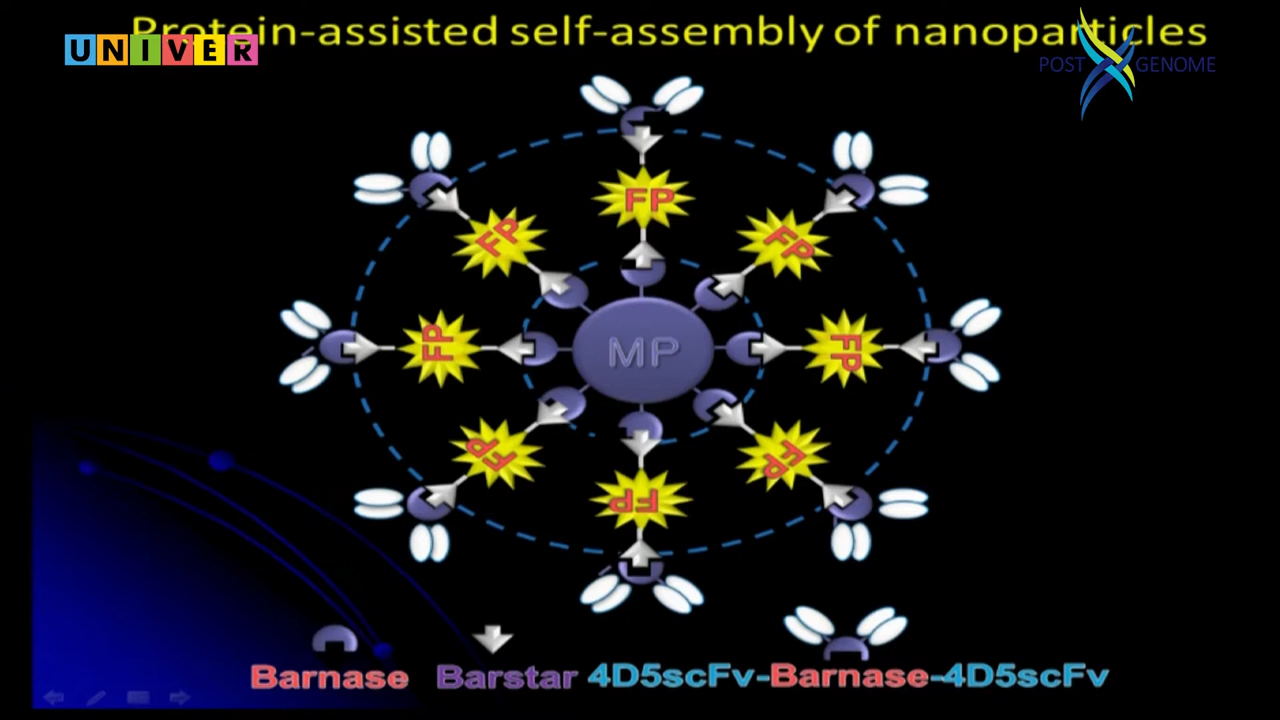 Protein-assisted self-assembly of nanoparticles
UNIVER
POST GENOME
FP
FP
FP
FP
MP
FP
FP
FP
FP
Barnase Barstar 4D5scFv-Barnase-4D5scFv